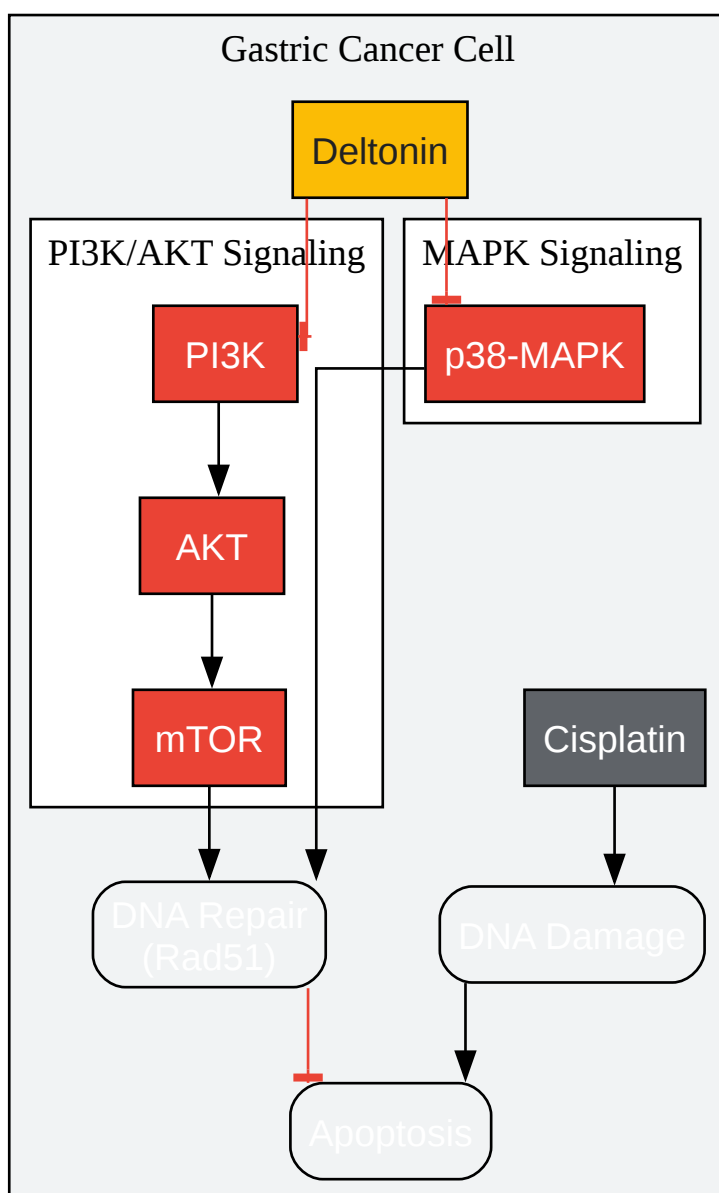 Gastric Cancer Cell
Deltonin
PI3K/AKT Signaling
MAPK Signaling
PI3K
p38-MAPK
AKT
mTOR
Cisplatin
DNA Repair
(Rad51)
DNA Damage
Apoptosis